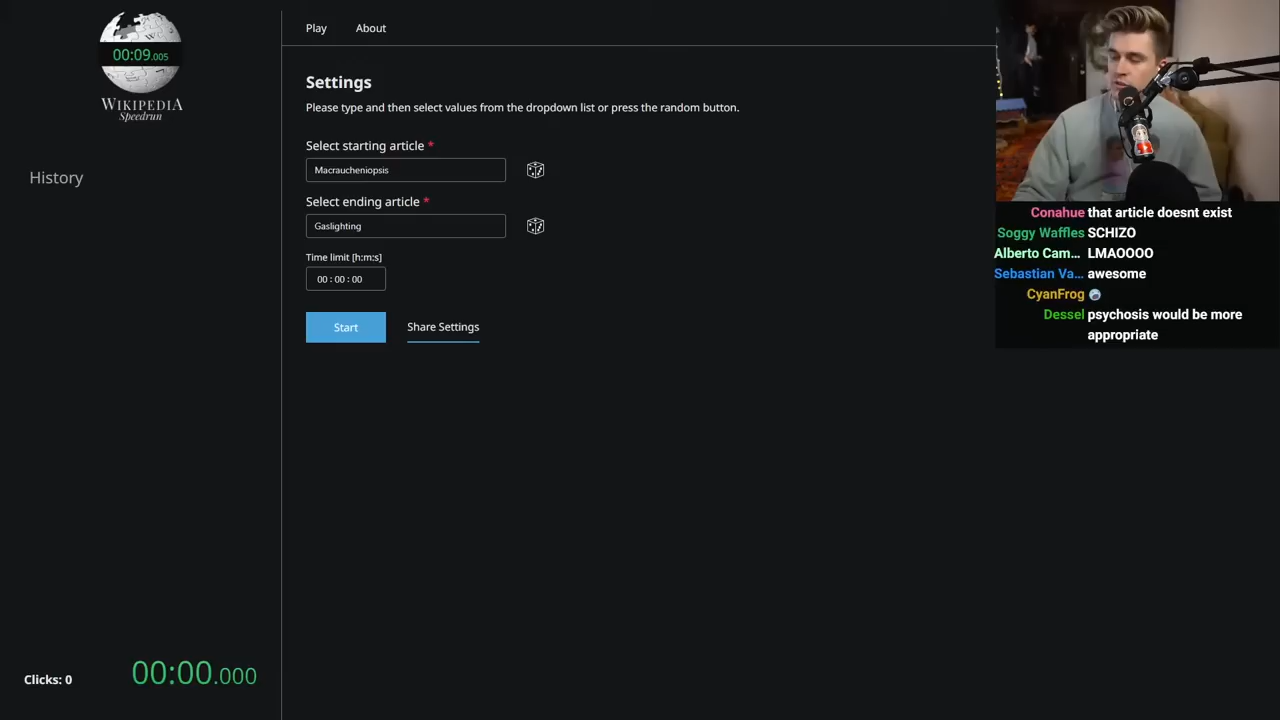 00:09.005
WIKIPEDIA
Speedrun
History
Clicks: 0
00:00.000
Play
About
Settings
Please type and then select values from the dropdown list or press the random button.
Select starting article *
Macraucheniopsis
Select ending article *
Gaslighting
Time limit [h:m:s]
00 : 00 : 00
Start
Share Settings
Conahue that article doesnt exist
Soggy Waffles SCHIZO
Alberto Cam... LMAOOOO
Sebastian Va... awesome
CyanFrog
Dessel psychosis would be more
appropriate